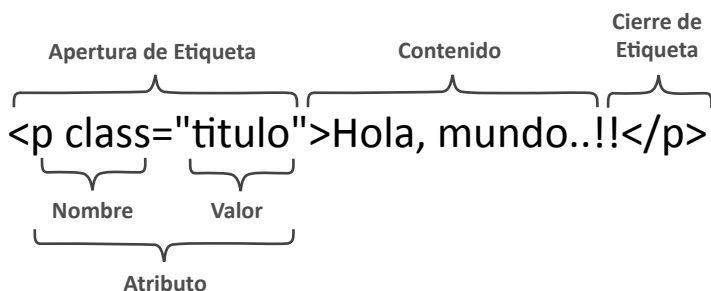 Cierre de
Etiqueta
Apertura de Etiqueta
Contenido
<p class="titulo">Hola, mundo..!!</p>
Nombre
Valor
Atributo